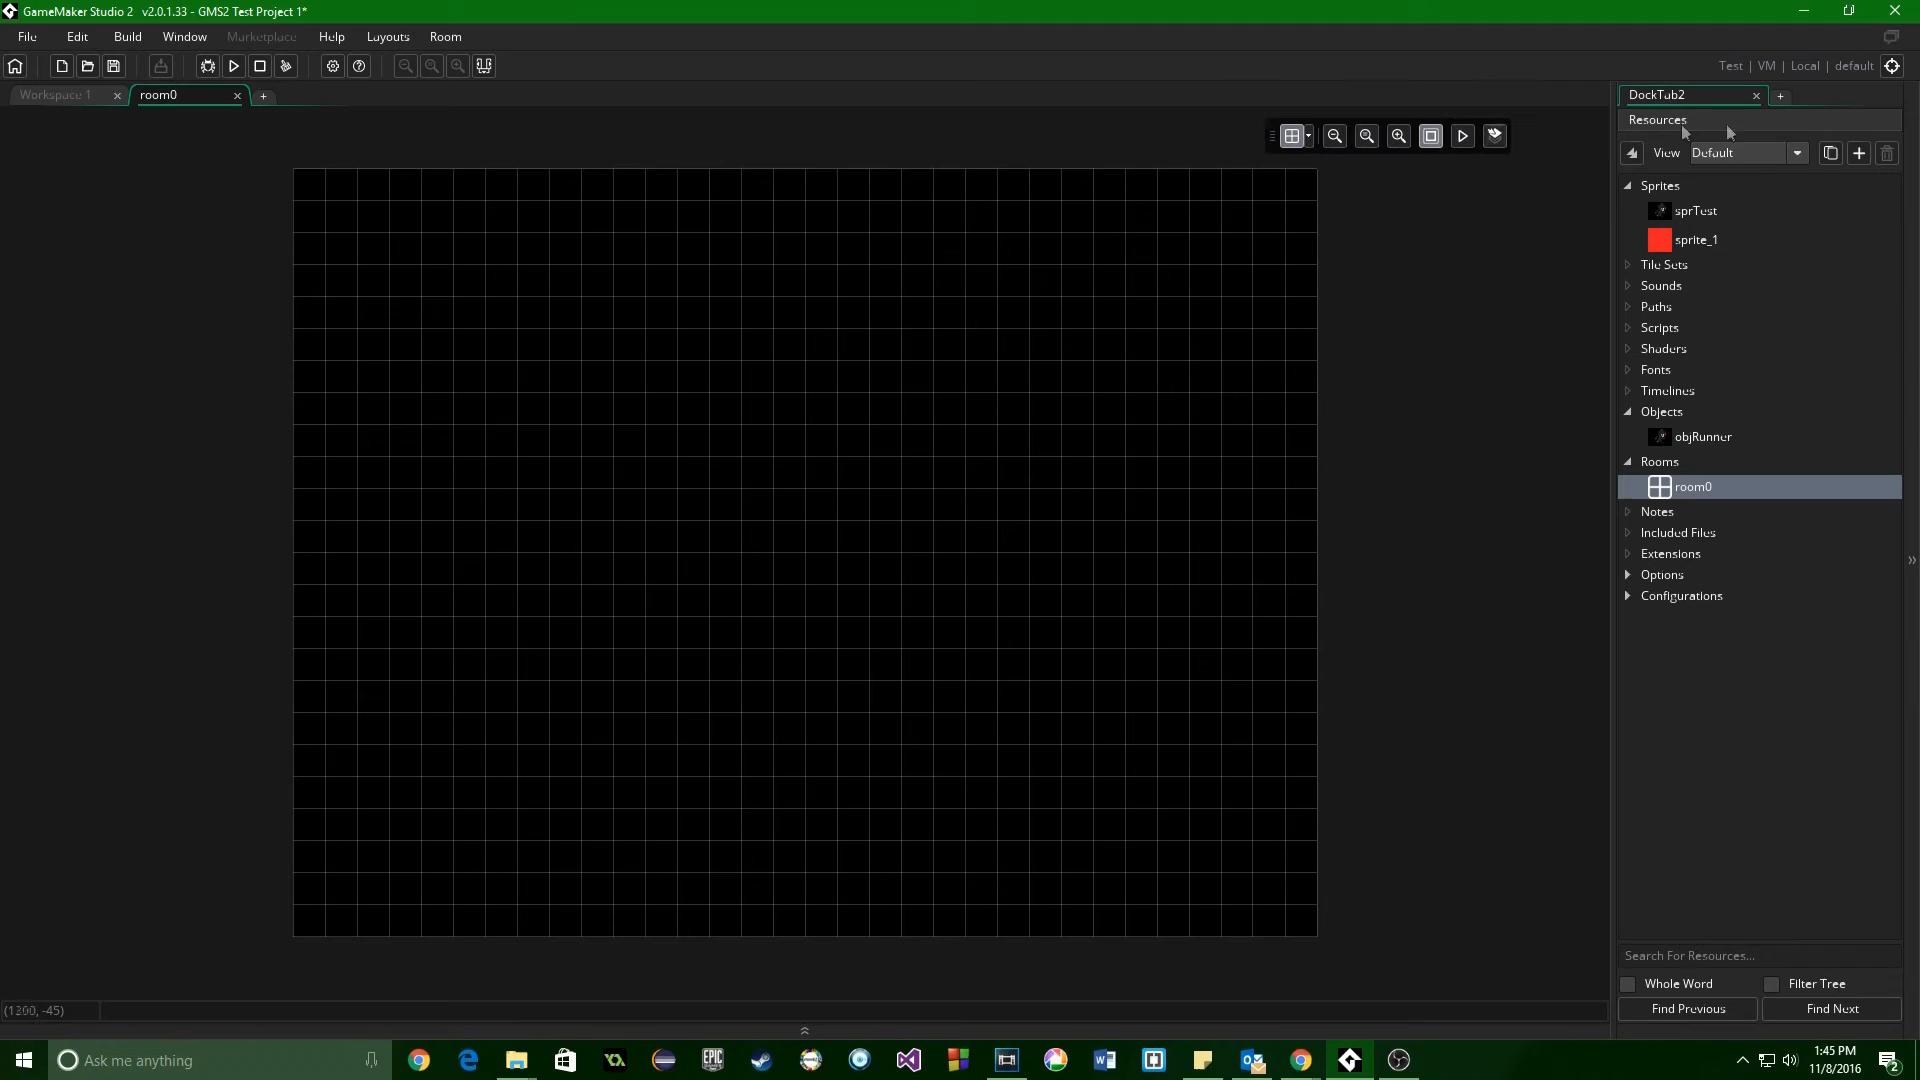 GameMaker Studio 2 v2.0.1.33 - GMS2 Test Project 1*
File Edit Build Window Marketplace Help Layouts Room
Test | VM | Local | default
Workspace 1 room0
DockTab2
Resources
View Default
Sprites
sprTest
sprite_1
Tile Sets
Sounds
Paths
Scripts
Shaders
Fonts
Timelines
Objects
objRunner
Rooms
room0
Notes
Included Files
Extensions
Options
Configurations
Search For Resources...
Whole Word Filter Tree
Find Previous Find Next
(1200, -45)
Ask me anything
EPIC GAMES
1:45 PM
11/8/2016
2